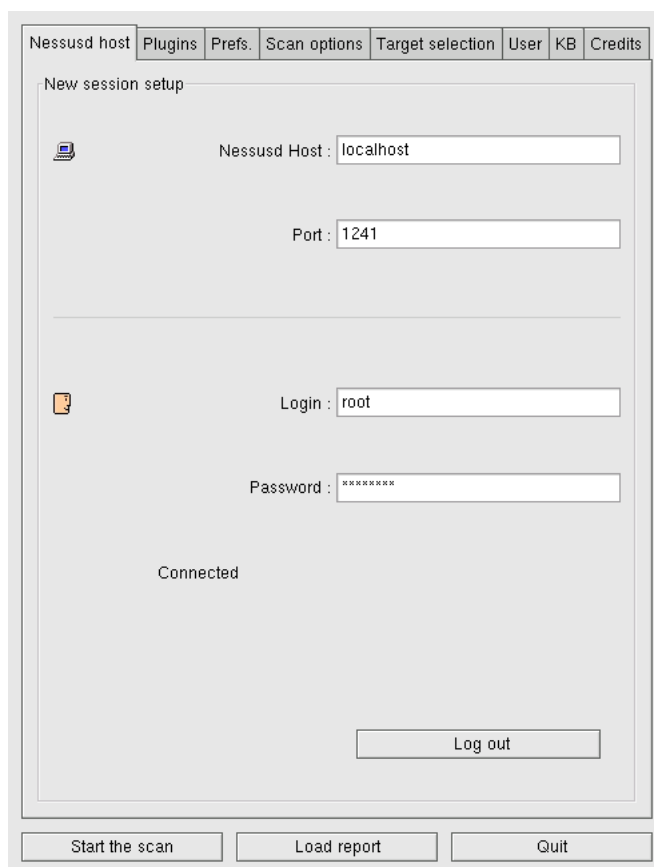 Nessusd host Plugins Prefs. Scan options Target selection User KB Credits
New session setup
Nessusd Host : localhost
Port : 1241
Login : root
Password : ********
Connected
Log out
Start the scan Load report Quit